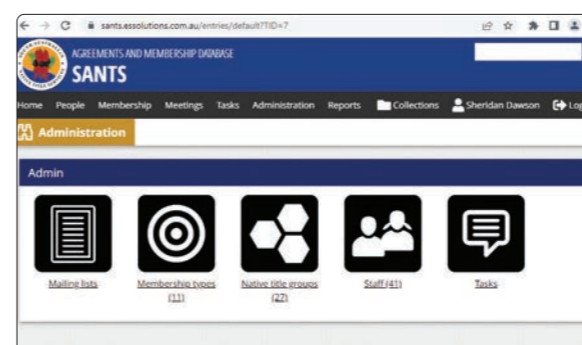 sants.essolutions.com.au/entries/default?TID=7
AGREEMENTS AND MEMBERSHIP DATABASE
SANTS
Home People Membership Meetings Tasks Administration Reports Collections Sheridan Dawson Log
Administration
Admin
Mailing lists
Membership types
(11)
Native title groups
(27)
Staff (41)
Tasks